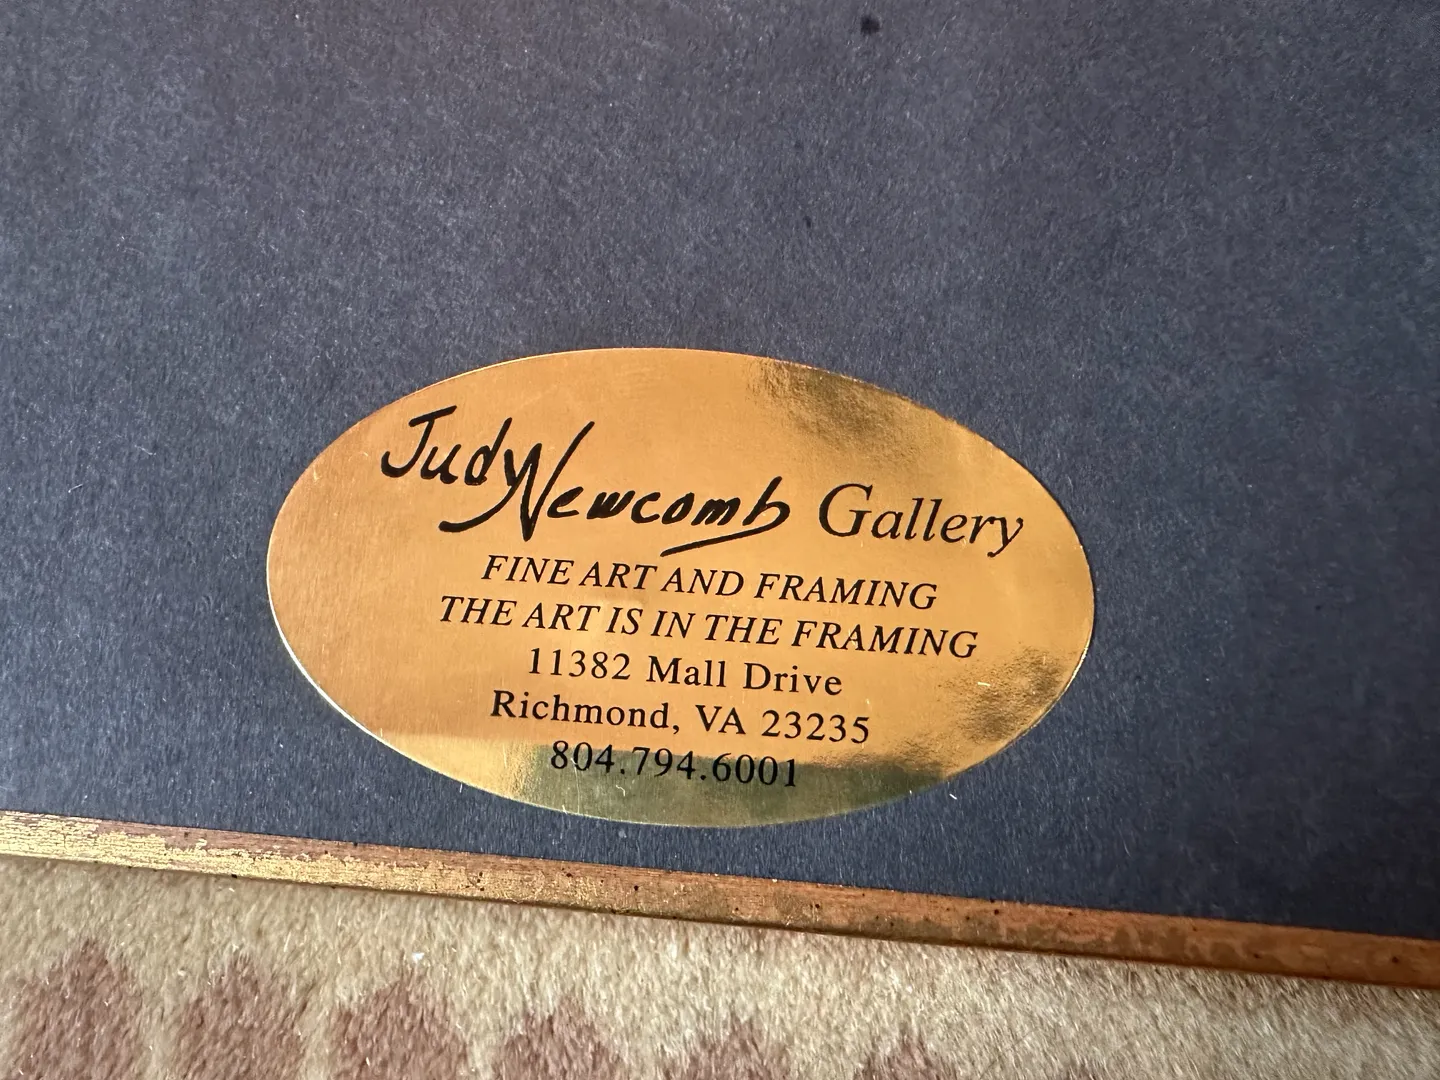 Judy Newcomb Gallery
FINE ART AND FRAMING
THE ART IS IN THE FRAMING
11382 Mall Drive
Richmond, VA 23235
804.794.6001